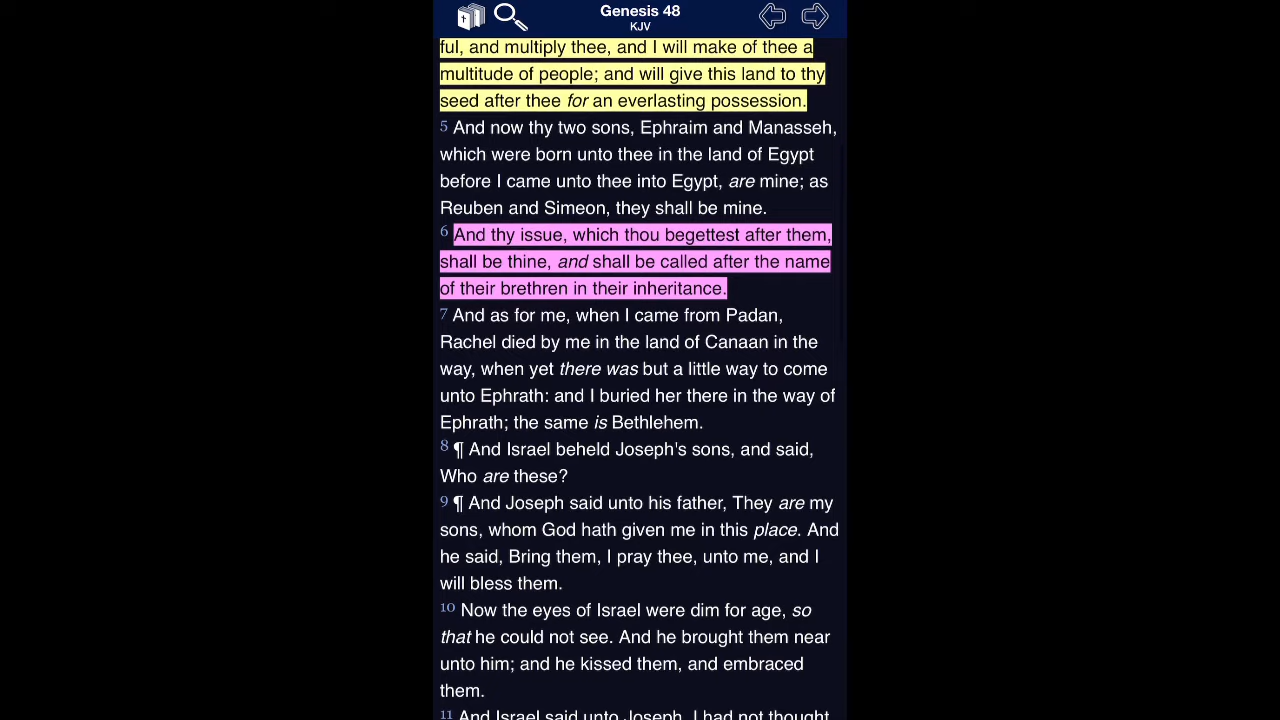 Genesis 48
KJV
ful, and multiply thee, and I will make of thee a
multitude of people; and will give this land to thy
seed after thee for an everlasting possession.
5 And now thy two sons, Ephraim and Manasseh,
which were born unto thee in the land of Egypt
before I came unto thee into Egypt, are mine; as
Reuben and Simeon, they shall be mine.
6 And thy issue, which thou begettest after them,
shall be thine, and shall be called after the name
of their brethren in their inheritance.
7 And as for me, when I came from Padan,
Rachel died by me in the land of Canaan in the
way, when yet there was but a little way to come
unto Ephrath: and I buried her there in the way of
Ephrath; the same is Bethlehem.
8 ¶ And Israel beheld Joseph's sons, and said,
Who are these?
9 ¶ And Joseph said unto his father, They are my
sons, whom God hath given me in this place. And
he said, Bring them, I pray thee, unto me, and I
will bless them.
10 Now the eyes of Israel were dim for age, so
that he could not see. And he brought them near
unto him; and he kissed them, and embraced
them.
11 And Israel said unto Joseph, I had not thought